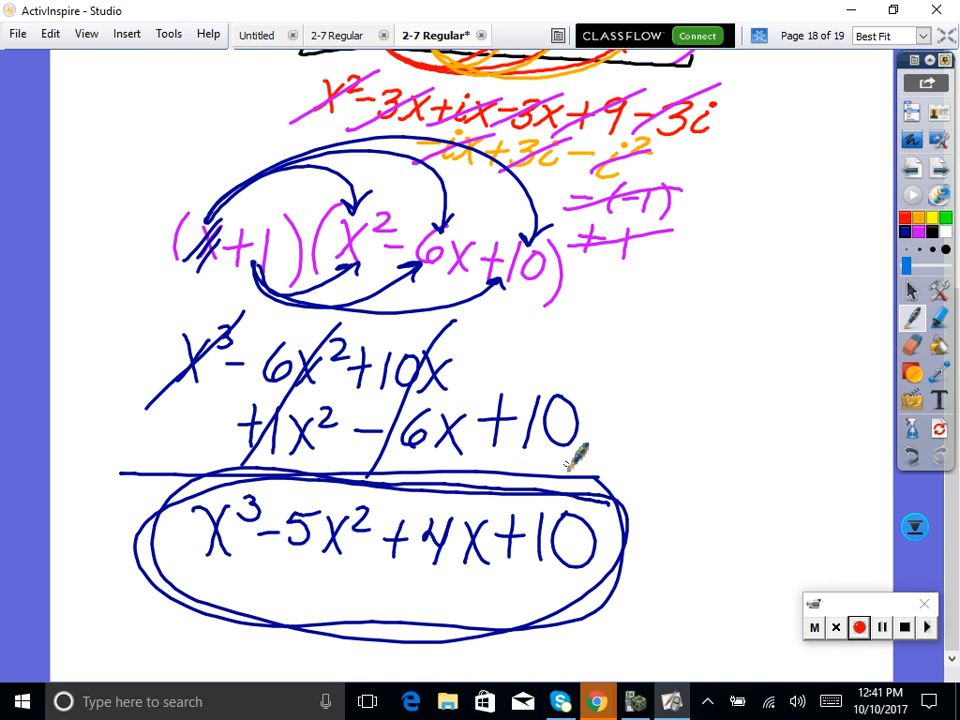 ActivInspire - Studio
File Edit View Insert Tools Help
Untitled 2-7 Regular 2-7 Regular*
CLASSFLOW Connect
Page 18 of 19
Best Fit
x² - 3x + ix - 3x + 9 - 3i
- ix + 3i - i²
- (-1)
+ 1
(x + 1)(x² - 6x + 10)
x³ - 6x² + 10x
+ 1x² - 6x + 10
x³ - 5x² + 4x + 10
M
Type here to search
12:41 PM
10/10/2017